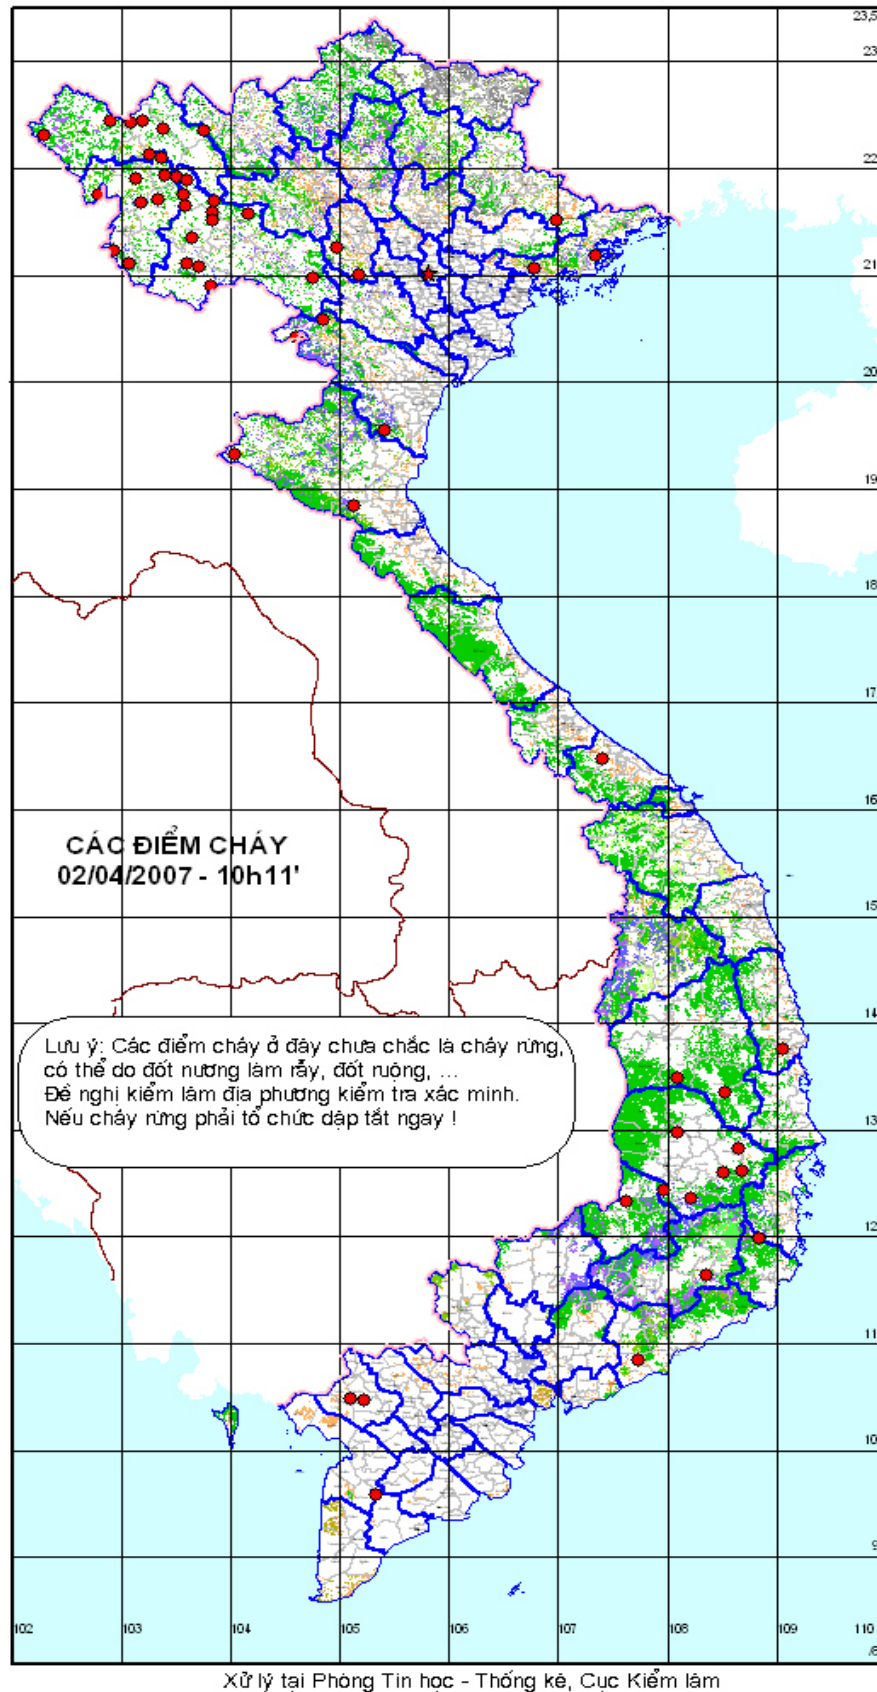 23,5
23
22
21
20
19
18
17
16
CÁC ĐIỂM CHÁY
02/04/2007 - 10h11'
15
14
Lưu ý: Các điểm cháy ở đây chưa chắc là cháy rừng,
có thể do đốt nương làm rẫy, đốt ruộng, ...
Đề nghị kiểm lâm địa phương kiểm tra xác minh.
Nếu cháy rừng phải tổ chức dập tắt ngay !
13
12
11
10
9
102 103 104 105 106 107 108 109 110
Xử lý tại Phòng Tin học - Thống kê, Cục Kiểm lâm